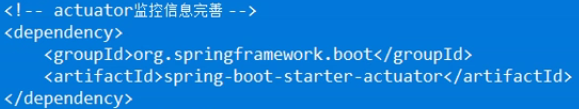 <!-- actuator监控信息完善 -->
<dependency>
    <groupId>org.springframework.boot</groupId>
    <artifactId>spring-boot-starter-actuator</artifactId>
</dependency>